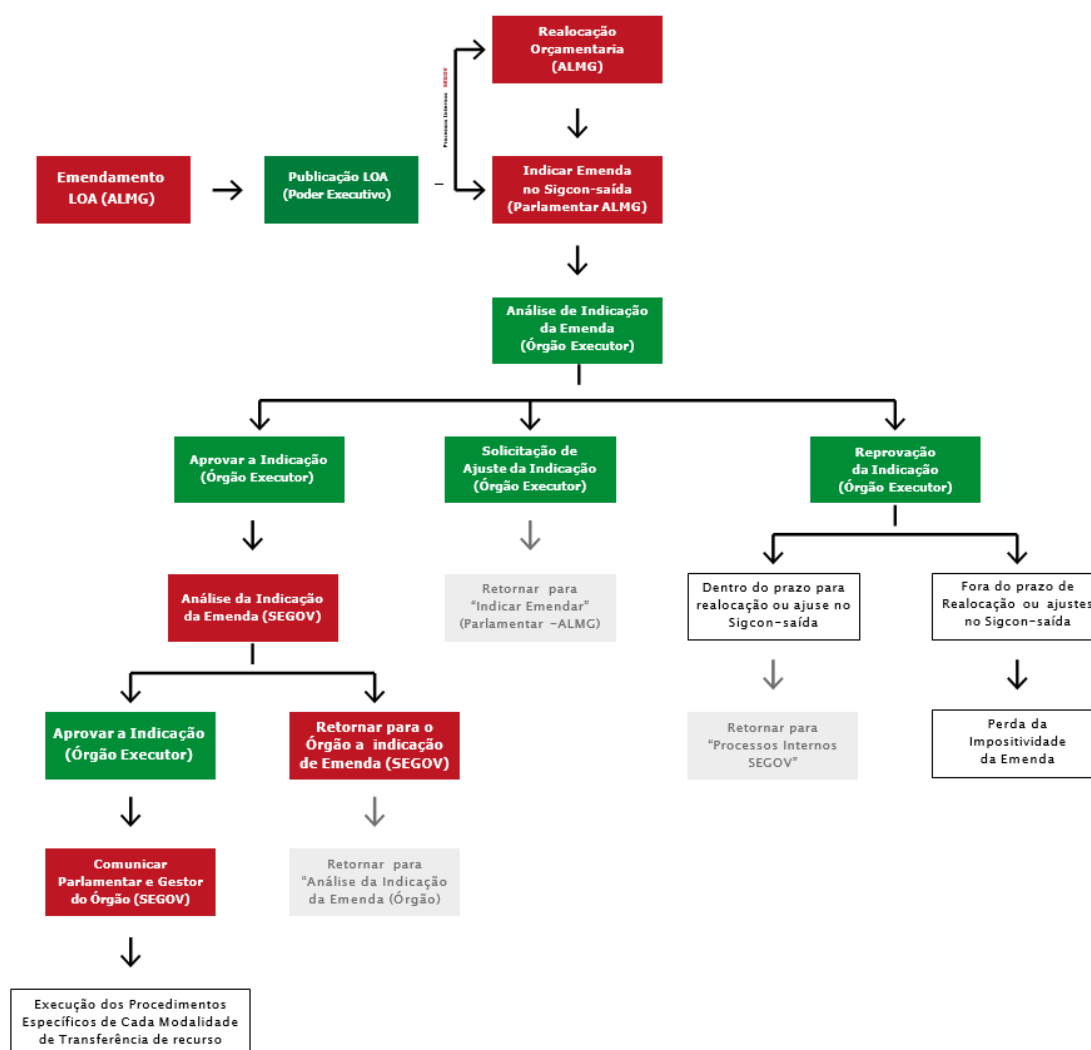 Realocação
Orçamentaria
(ALMG)
Processos Internos SEGOV
Emendamento
LOA (ALMG)
Publicação LOA
(Poder Executivo)
Indicar Emenda
no Sigcon-saída
(Parlamentar ALMG)
Análise de Indicação
da Emenda
(Órgão Executor)
Aprovar a Indicação
(Órgão Executor)
Solicitação de
Ajuste da Indicação
(Órgão Executor)
Reprovação
da Indicação
(Órgão Executor)
Análise da Indicação
da Emenda (SEGOV)
Retornar para
“Indicar Emendar”
(Parlamentar –ALMG)
Dentro do prazo para
realocação ou ajuse no
Sigcon–saída
Fora do prazo de
Realocação ou ajustes
no Sigcon–saída
Aprovar a Indicação
(Órgão Executor)
Retornar para o
Órgão a indicação
de Emenda (SEGOV)
Retornar para
“Processos Internos
SEGOV”
Perda da
Impositividade
da Emenda
Comunicar
Parlamentar e Gestor
do Órgão (SEGOV)
Retornar para
“Análise da Indicação
da Emenda (Órgão)
Execução dos Procedimentos
Específicos de Cada Modalidade
de Transferência de recurso